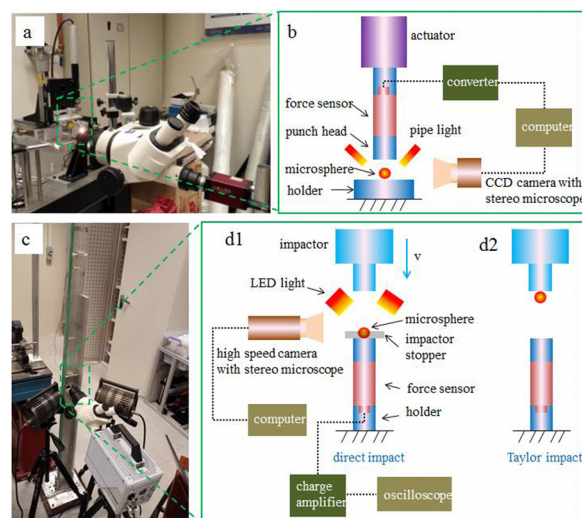 a
b
actuator
converter
force sensor
punch head
pipe light
computer
microsphere
holder
CCD camera with
stereo microscope
c
d1
d2
impactor
v
LED light
microsphere
impactor
stopper
high speed camera
with stereo microscope
force sensor
computer
holder
direct impact
Taylor impact
charge
amplifier
oscilloscope